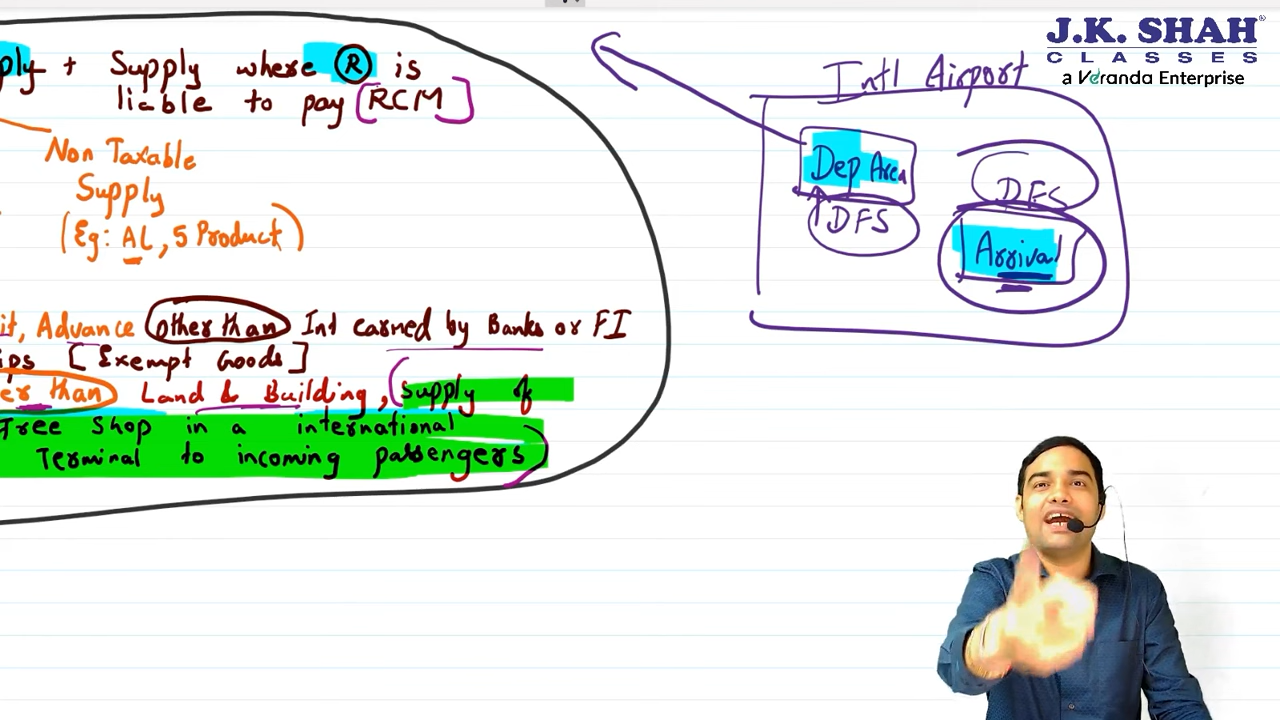 J.K. SHAH®
CLASSES
a Veranda Enterprise
ply + Supply where R is
liable to pay [RCM]
Non Taxable
Supply
(Eg: AL, 5 Product)
it, Advance other than Int earned by Banks or FI
ips [Exempt Goods]
er than Land & Building, (Supply of
Free Shop in a international
Terminal to incoming passengers)
Int'l Airport
Dep Area
DFS
DFS
Arrival